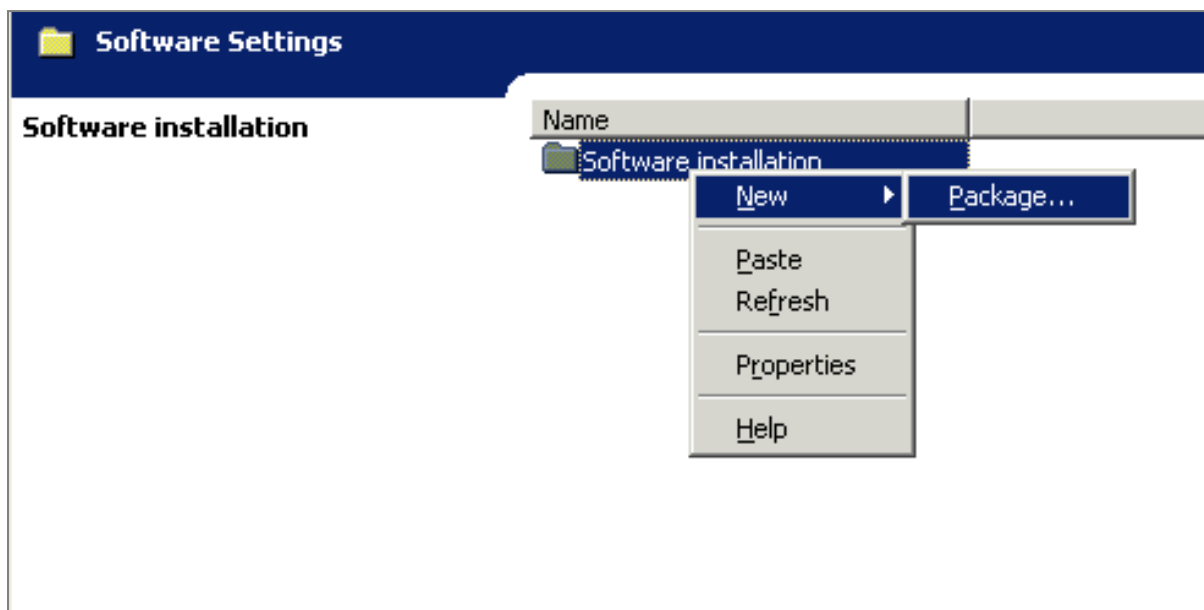 Software Settings
Software installation
Name
Software installation
New
Package...
Paste
Refresh
Properties
Help